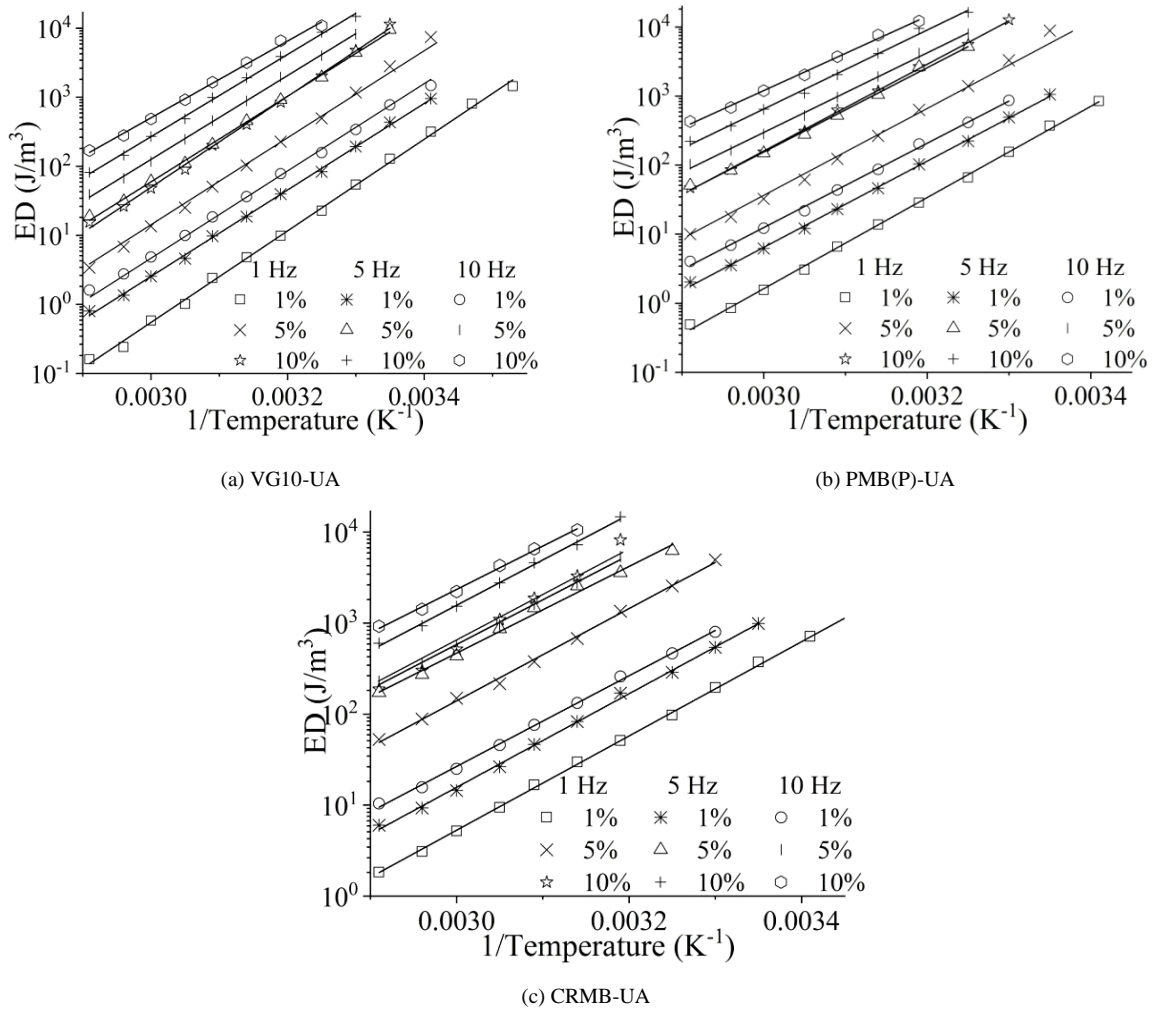 10^4
10^3
10^2
10^1
10^0
10^-1
ED (J/m^3)
1 Hz 5 Hz 10 Hz
1% 1% 1%
5% 5% 5%
10% 10% 10%
0.0030 0.0032 0.0034
1/Temperature (K^-1)
(a) VG10-UA
10^4
10^3
10^2
10^1
10^0
10^-1
ED (J/m^3)
1 Hz 5 Hz 10 Hz
1% 1% 1%
5% 5% 5%
10% 10% 10%
0.0030 0.0032 0.0034
1/Temperature (K^-1)
(b) PMB(P)-UA
10^4
10^3
10^2
10^1
10^0
ED (J/m^3)
1 Hz 5 Hz 10 Hz
1% 1% 1%
5% 5% 5%
10% 10% 10%
0.0030 0.0032 0.0034
1/Temperature (K^-1)
(c) CRMB-UA